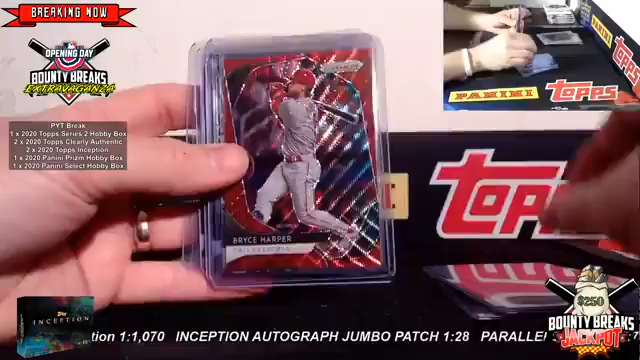 BREAKING NOW
OPENING DAY
BOUNTY BREAKS
EXTRAVAGANZA
PYT Break
1 x 2020 Topps Series 2 Hobby Box
2 x 2020 Topps Clearly Authentic
2 x 2020 Topps Inception
1 x 2020 Panini Prizm Hobby Box
1 x 2020 Panini Select Hobby Box
PANINI
topps
PRIZM
BRYCE HARPER
topps
topps
INCEPTION
$250
BOUNTY BREAKS
JACKPOT
ction 1:1,070 INCEPTION AUTOGRAPH JUMBO PATCH 1:28 PARALLE